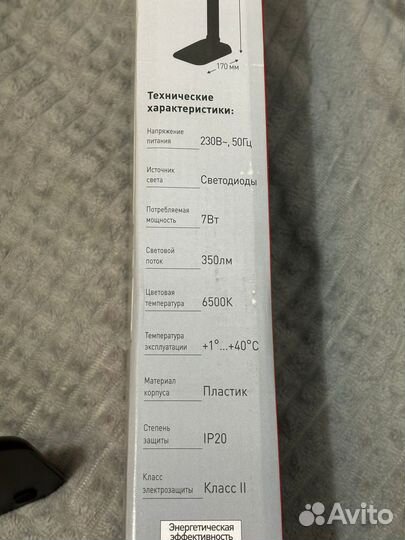 170 мм
Технические
характеристики:
Напряжение
питания 230В~, 50Гц
Источник
света Светодиоды
Потребляемая
мощность 7Вт
Световой
поток 350лм
Цветовая
температура 6500K
Температура
эксплуатации +1°...+40°C
Материал
корпуса Пластик
Степень
защиты IP20
Класс
электрозащиты Класс II
Энергетическая
эффективность
Avito